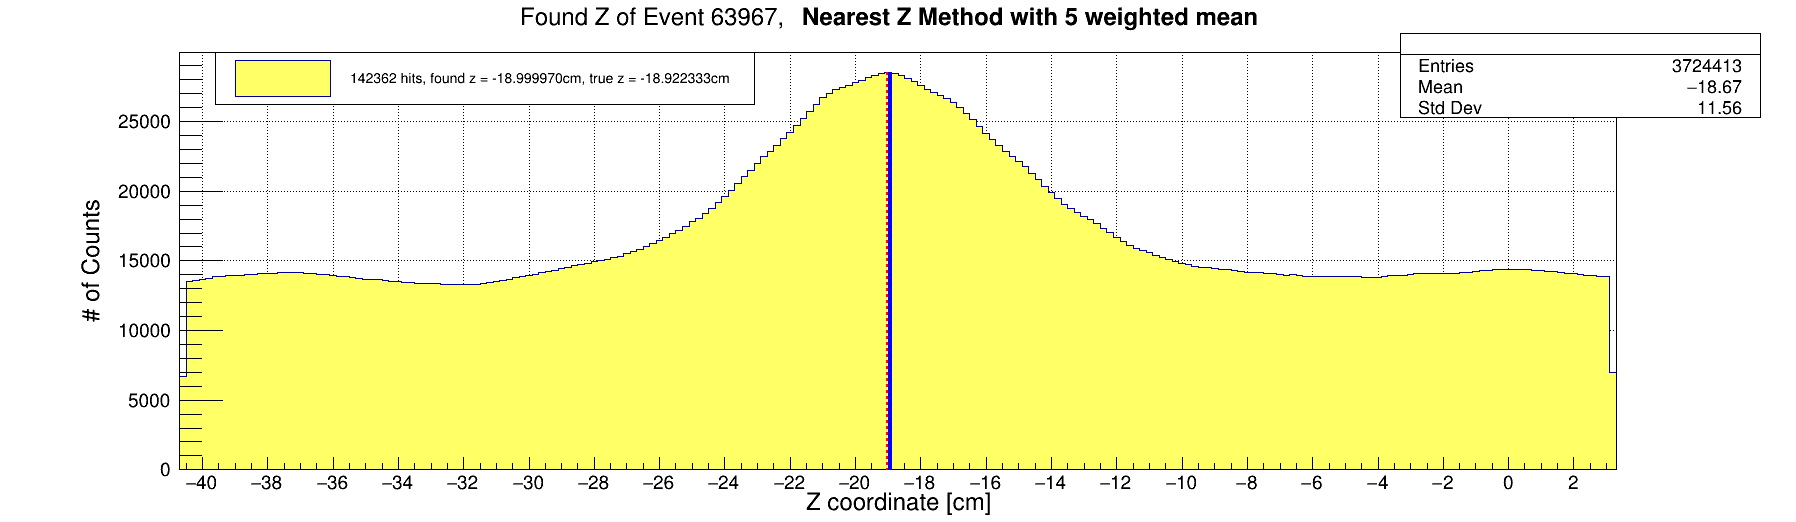 Found Z of Event 63967, Nearest Z Method with 5 weighted mean
142362 hits, found z = -18.999970cm, true z = -18.922333cm
Entries 3724413
Mean −18.67
Std Dev 11.56
# of Counts
25000
20000
15000
10000
5000
0
−40 −38 −36 −34 −32 −30 −28 −26 −24 −22 −20 −18 −16 −14 −12 −10 −8 −6 −4 −2 0 2
Z coordinate [cm]